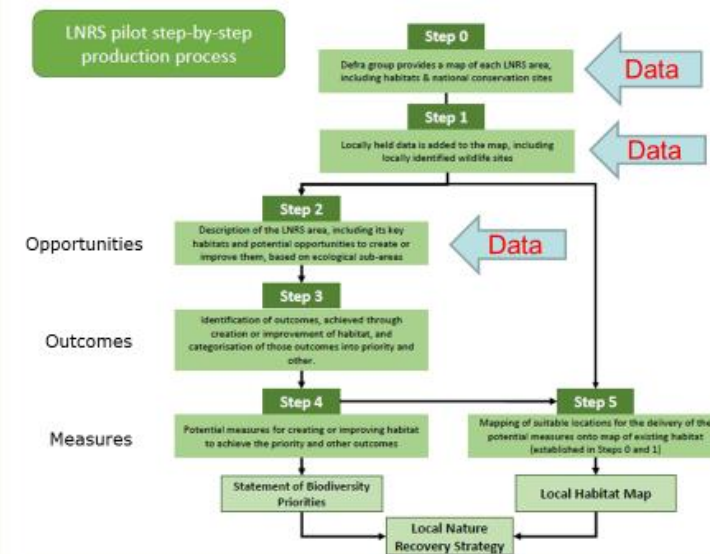 LNRS pilot step-by-step
production process
Step 0
Defra group provides a map of each LNRS area,
including habitats & national conservation sites
Data
Step 1
Locally held data is added to the map, including
locally identified wildlife sites
Data
Step 2
Opportunities
Description of the LNRS area, including its key
habitats and potential opportunities to create or
improve them, based on ecological sub-areas
Data
Step 3
Outcomes
Identification of outcomes, achieved through
creation or improvement of habitat, and
categorisation of those outcomes into priority and
other.
Step 4
Measures
Potential measures for creating or improving habitat
to achieve the priority and other outcomes
Step 5
Mapping of suitable locations for the delivery of the
potential measures onto map of existing habitat
(established in Steps 0 and 1)
Statement of Biodiversity
Priorities
Local Habitat Map
Local Nature
Recovery Strategy